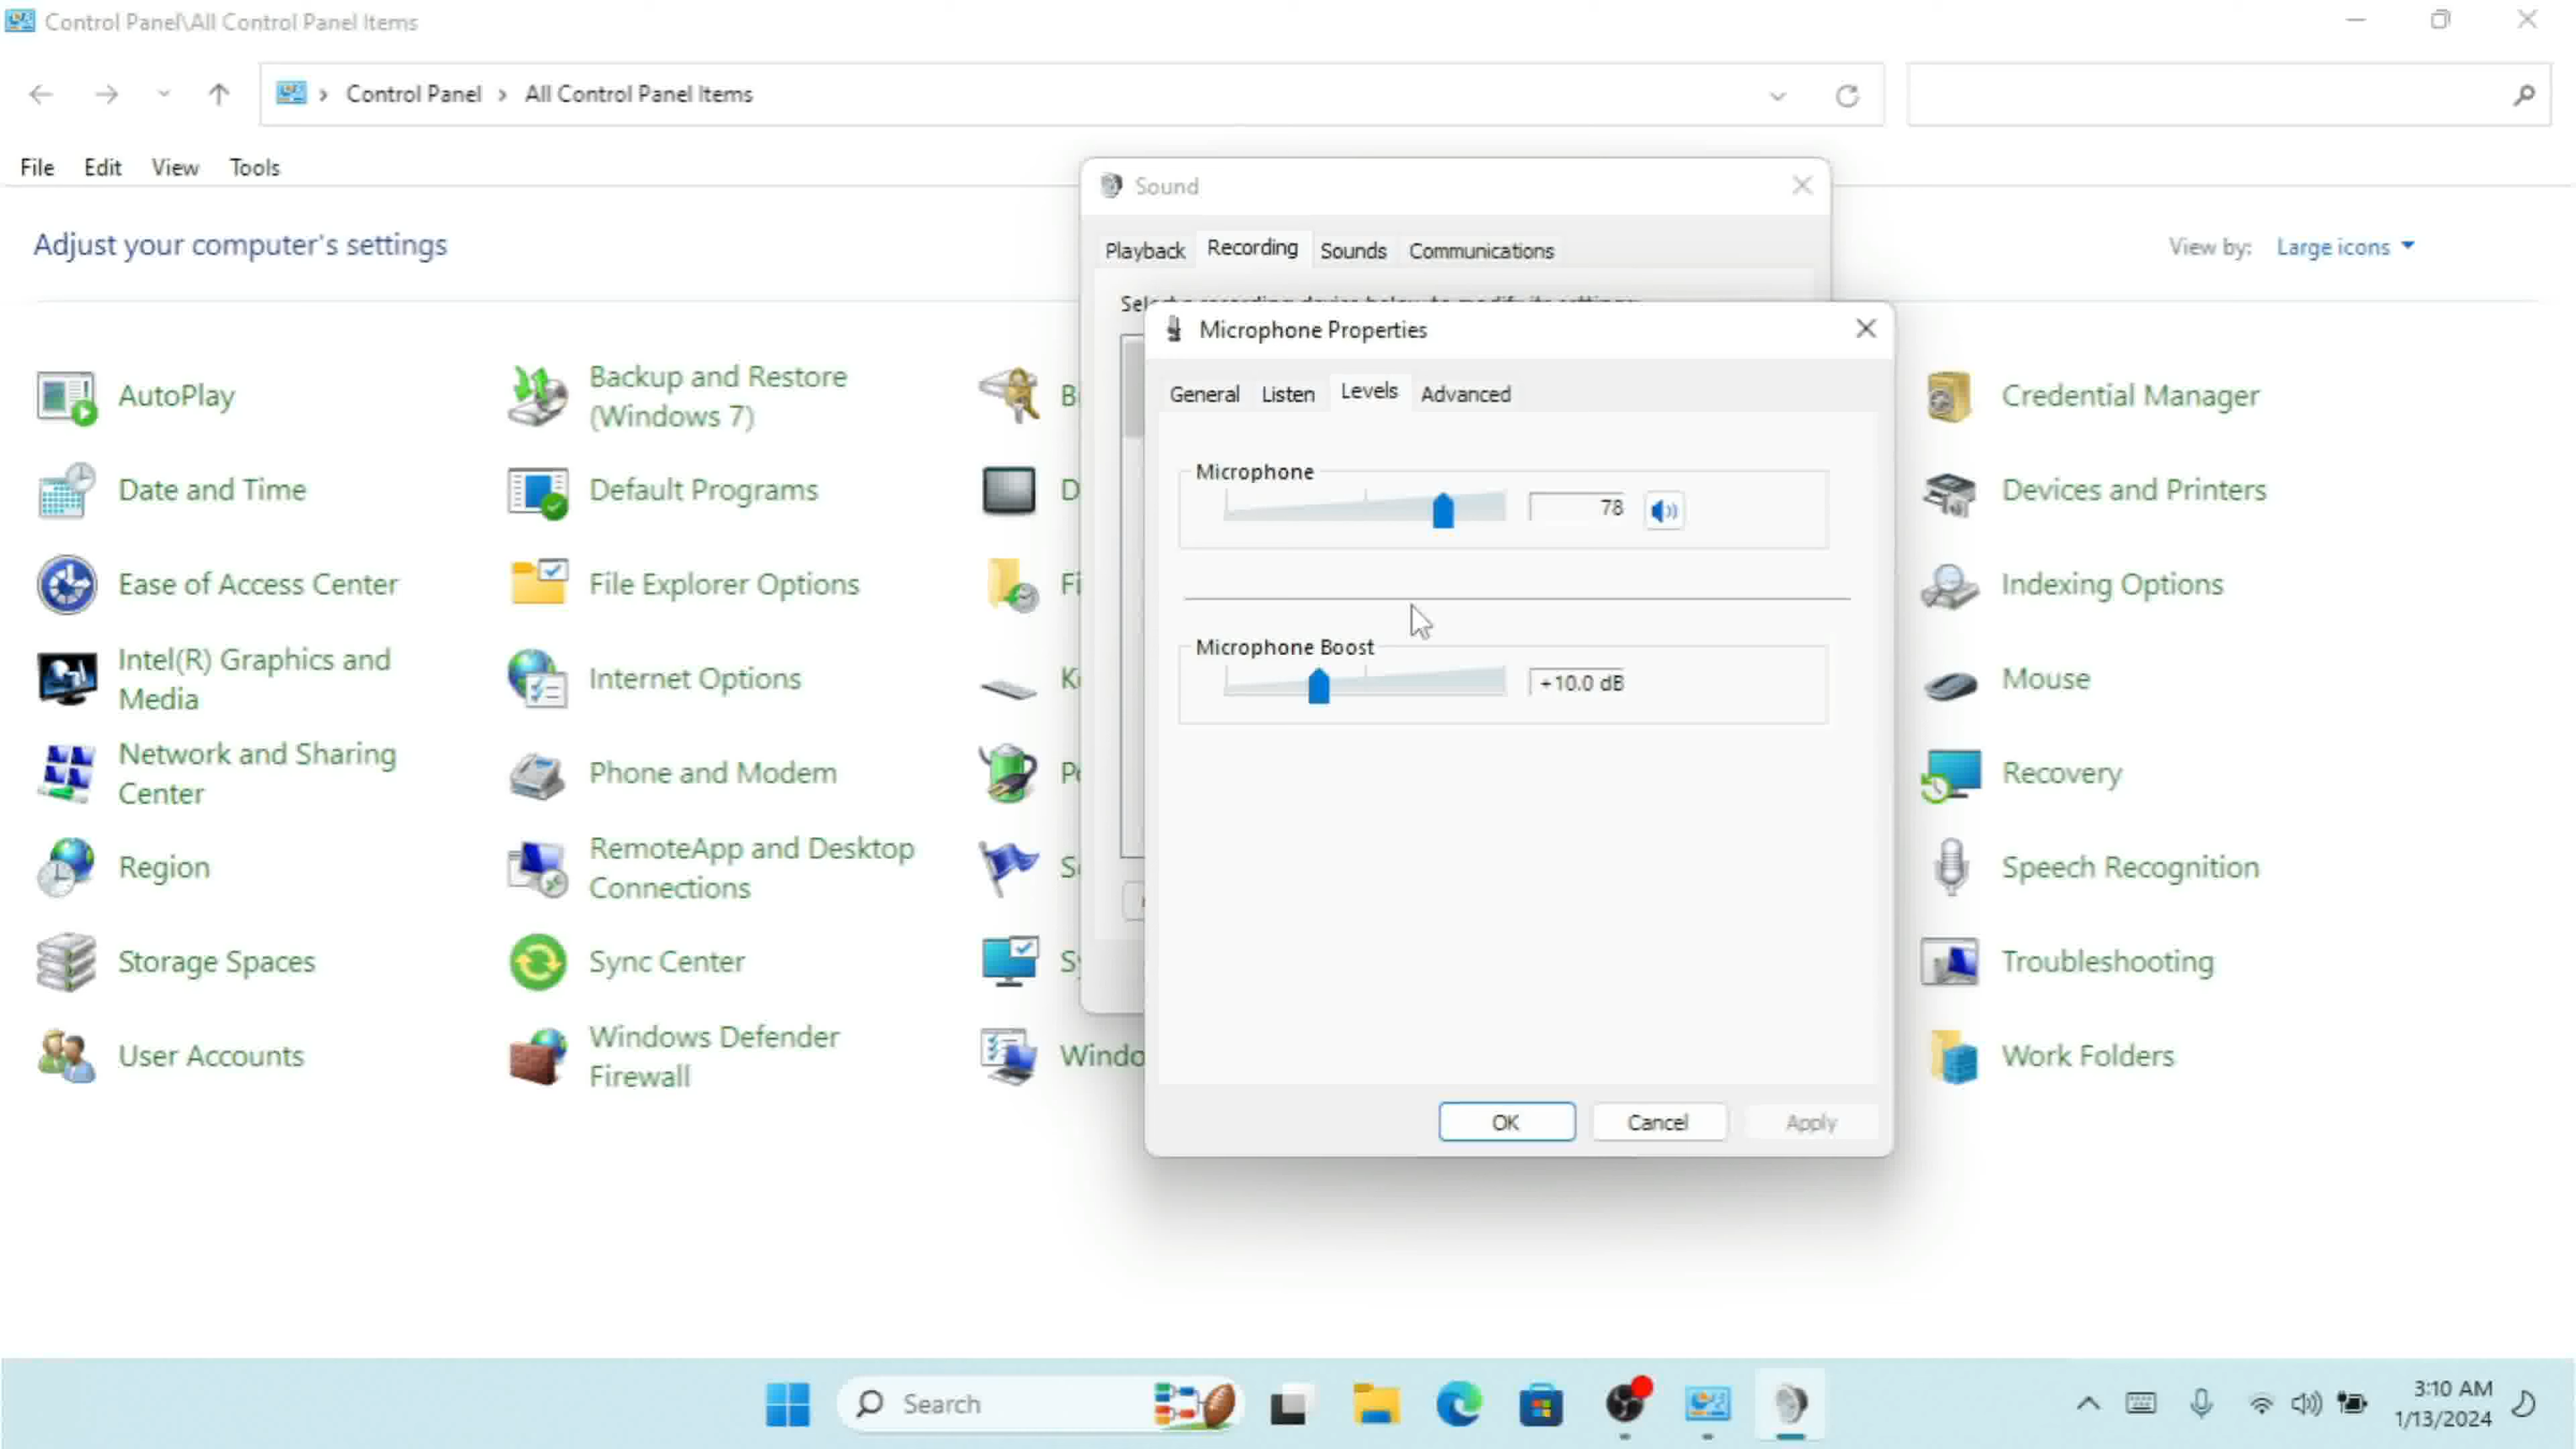 Control Panel\All Control Panel Items
Control Panel > All Control Panel Items
File Edit View Tools
Adjust your computer's settings
View by: Large icons
Sound
Playback Recording Sounds Communications
Microphone Properties
General Listen Levels Advanced
Microphone
78
Microphone Boost
+10.0 dB
OK Cancel Apply
AutoPlay
Backup and Restore
(Windows 7)
Credential Manager
Date and Time
Default Programs
Devices and Printers
Ease of Access Center
File Explorer Options
Indexing Options
Intel(R) Graphics and
Media
Internet Options
Mouse
Network and Sharing
Center
Phone and Modem
Recovery
Region
RemoteApp and Desktop
Connections
Speech Recognition
Storage Spaces
Sync Center
Troubleshooting
User Accounts
Windows Defender
Firewall
Windo
Work Folders
Search
3:10 AM
1/13/2024